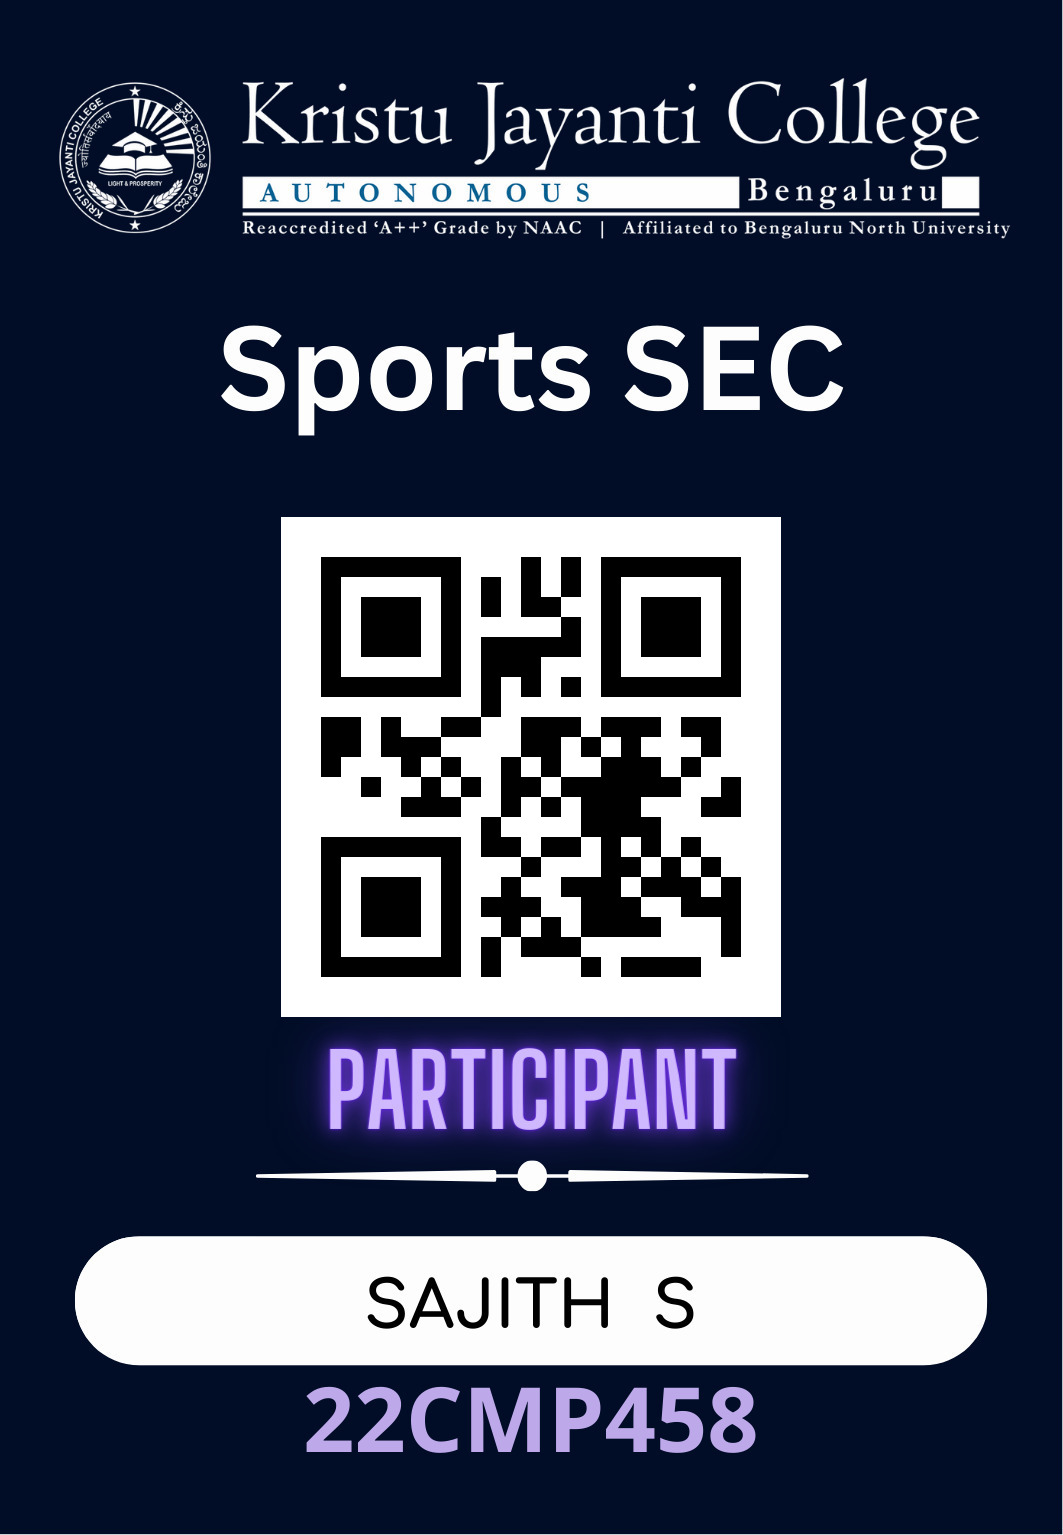 KRISTU JAYANTI COLLEGE
ಕ್ರಿಸ್ತು ಜಯಂತಿ ಕಾಲೇಜು
LIGHT & PROSPERITY
Kristu Jayanti College
AUTONOMOUS Bengaluru
Reaccredited ‘A++’ Grade by NAAC | Affiliated to Bengaluru North University
Sports SEC
PARTICIPANT
SAJITH S
22CMP458